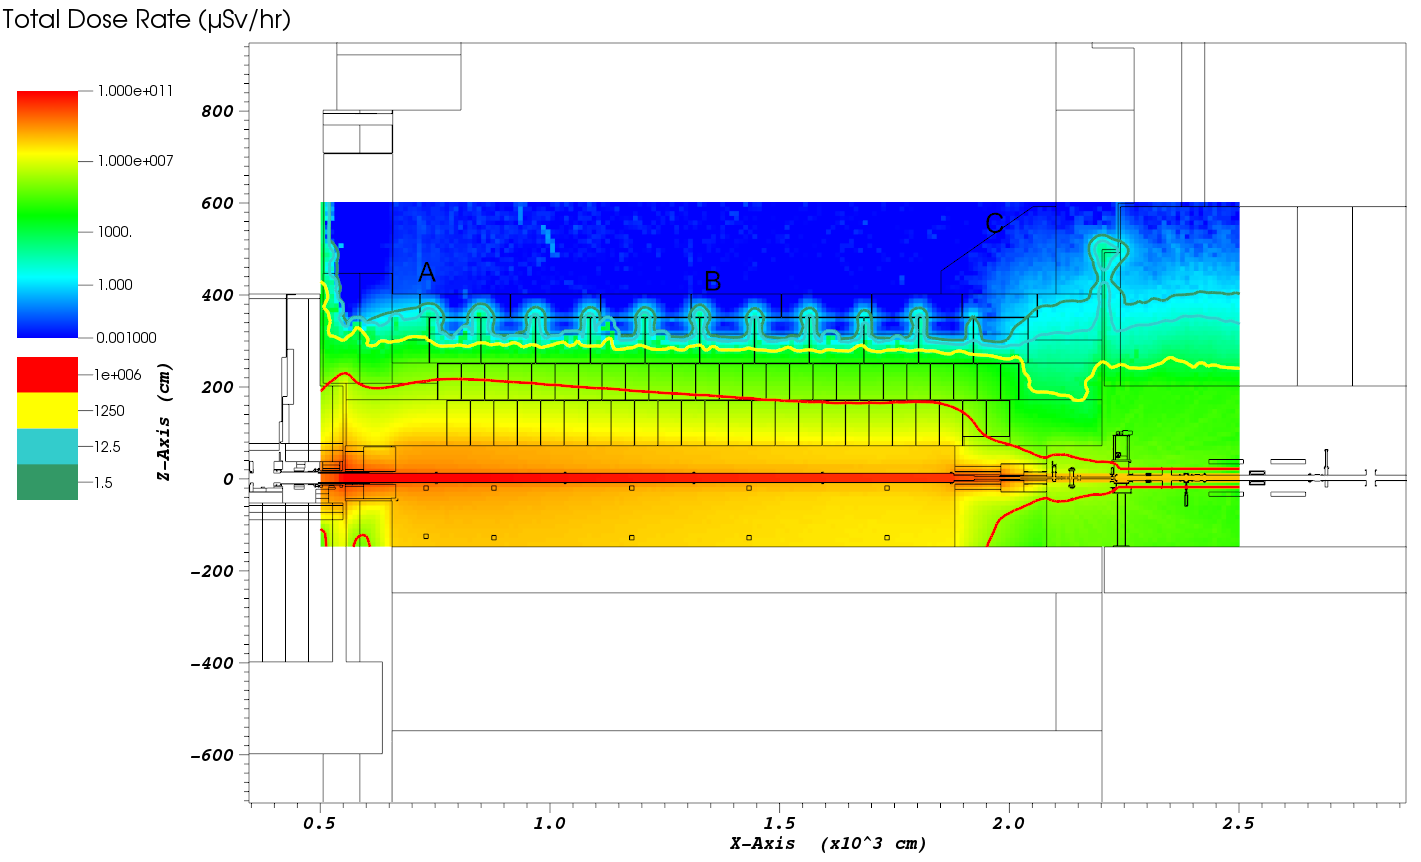 Total Dose Rate (µSv/hr)
1.000e+011
1.000e+007
1000.
1.000
0.001000
1e+006
1250
12.5
1.5
Z-Axis (cm)
800
600
400
200
0
-200
-400
-600
A
B
C
0.5
1.0
1.5
2.0
2.5
X-Axis (x10^3 cm)